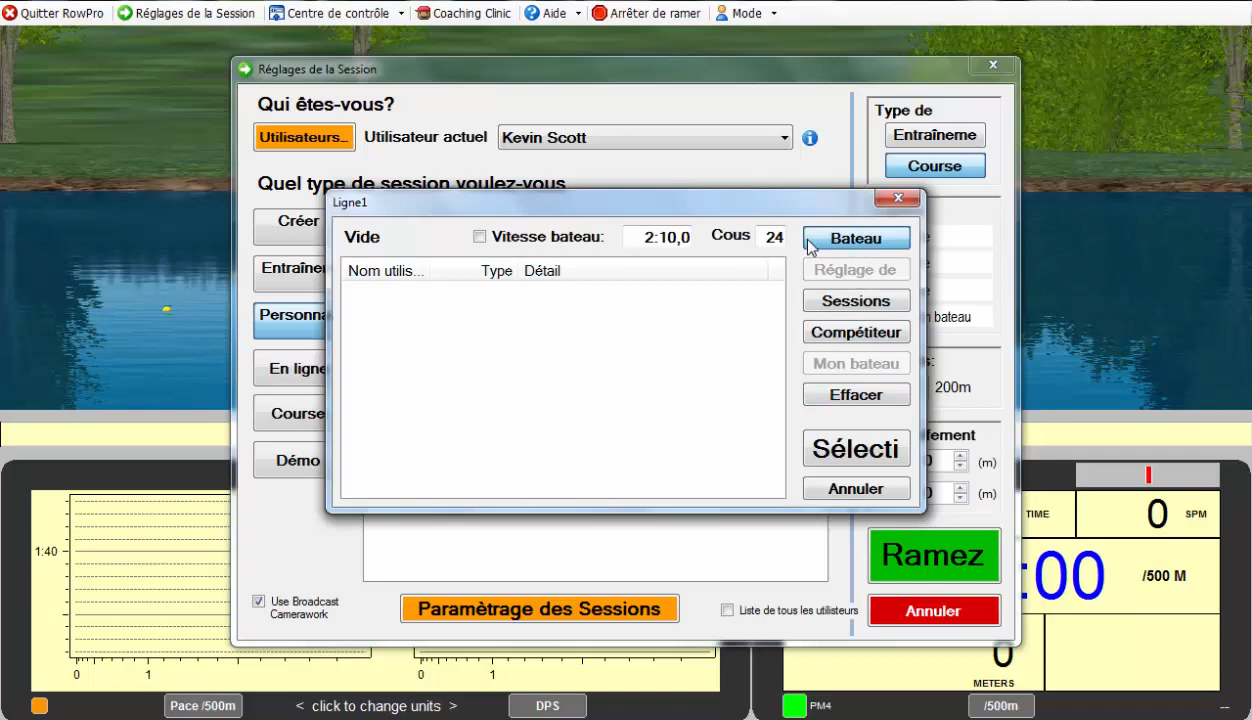 Quitter RowPro Réglages de la Session Centre de contrôle Coaching Clinic Aide Arrêter de ramer Mode
Réglages de la Session
Qui êtes-vous?
Utilisateurs... Utilisateur actuel Kevin Scott
Quel type de session voulez-vous
Créer
Entraîne
Personna
En ligne
Course
Démo
Type de
Entraîneme
Course
Ligne1
Vide Vitesse bateau: 2:10,0 Cous 24
Nom utilis... Type Détail
Bateau
Réglage de
Sessions
Compétiteur
Mon bateau
Effacer
Sélecti
Annuler
e
e
e
n bateau
s:
200m
fement
0 (m)
0 (m)
Ramez
Annuler
Use Broadcast
Camerawork
Paramètrage des Sessions
Liste de tous les utilisteurs
1:40
0 1
0 1
Pace /500m < click to change units > DPS
TIME 0 SPM
:00 /500 M
0
METERS
PM4 /500m --